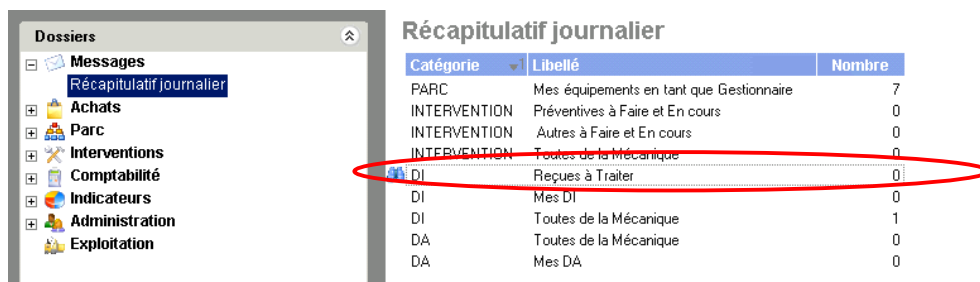 Dossiers
Messages
Récapitulatif journalier
Achats
Parc
Interventions
Comptabilité
Indicateurs
Administration
Exploitation
Récapitulatif journalier
Catégorie 1 Libellé Nombre
PARC Mes équipements en tant que Gestionnaire 7
INTERVENTION Préventives à Faire et En cours 0
INTERVENTION Autres à Faire et En cours 0
INTERVENTION Toutes de la Mécanique 0
DI Reçues à Traiter 0
DI Mes DI 0
DI Toutes de la Mécanique 1
DA Toutes de la Mécanique 0
DA Mes DA 0